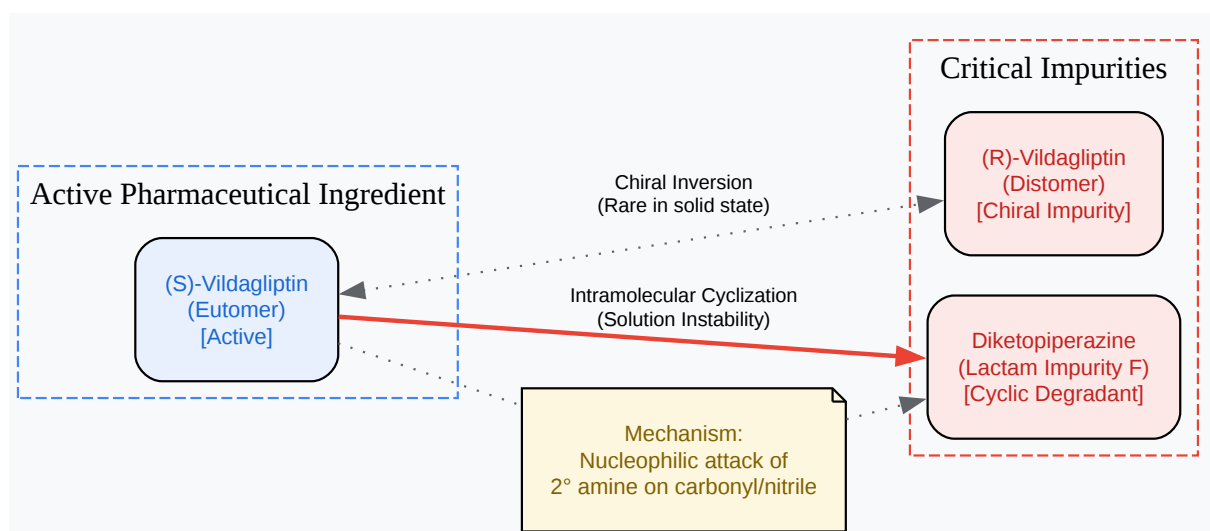 Active Pharmaceutical Ingredient
(S)-Vildagliptin
(Eutomer)
[Active]
Chiral Inversion
(Rare in solid state)
Intramolecular Cyclization
(Solution Instability)
Mechanism:
Nucleophilic attack of
2° amine on carbonyl/nitrile
Critical Impurities
(R)-Vildagliptin
(Distomer)
[Chiral Impurity]
Diketopiperazine
(Lactam Impurity F)
[Cyclic Degradant]